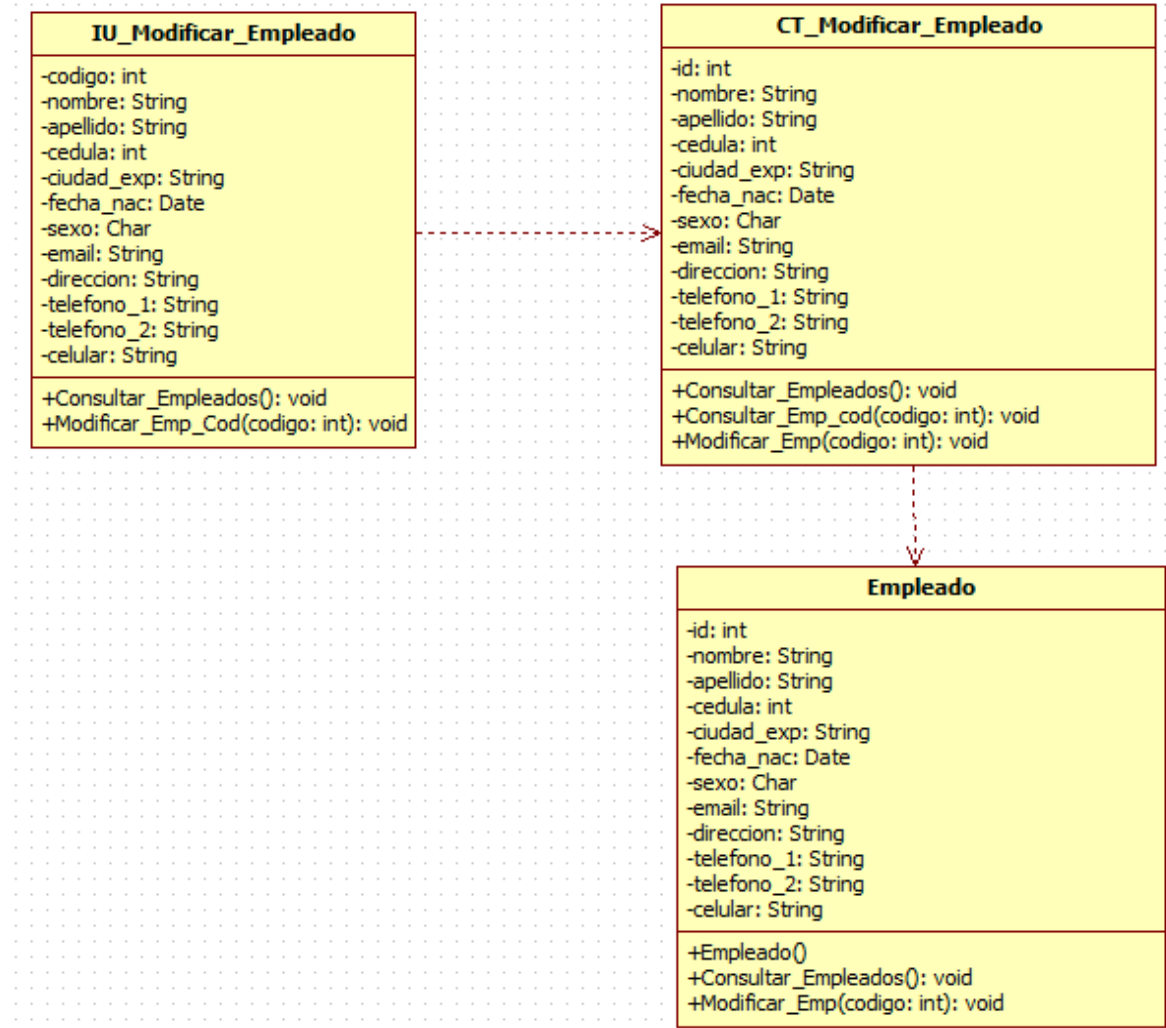 IU_Modificar_Empleado
-codigo: int
-nombre: String
-apellido: String
-cedula: int
-ciudad_exp: String
-fecha_nac: Date
-sexo: Char
-email: String
-direccion: String
-telefono_1: String
-telefono_2: String
-celular: String
+Consultar_Empleados(): void
+Modificar_Emp_Cod(codigo: int): void
CT_Modificar_Empleado
-id: int
-nombre: String
-apellido: String
-cedula: int
-ciudad_exp: String
-fecha_nac: Date
-sexo: Char
-email: String
-direccion: String
-telefono_1: String
-telefono_2: String
-celular: String
+Consultar_Empleados(): void
+Consultar_Emp_cod(codigo: int): void
+Modificar_Emp(codigo: int): void
Empleado
-id: int
-nombre: String
-apellido: String
-cedula: int
-ciudad_exp: String
-fecha_nac: Date
-sexo: Char
-email: String
-direccion: String
-telefono_1: String
-telefono_2: String
-celular: String
+Empleado()
+Consultar_Empleados(): void
+Modificar_Emp(codigo: int): void